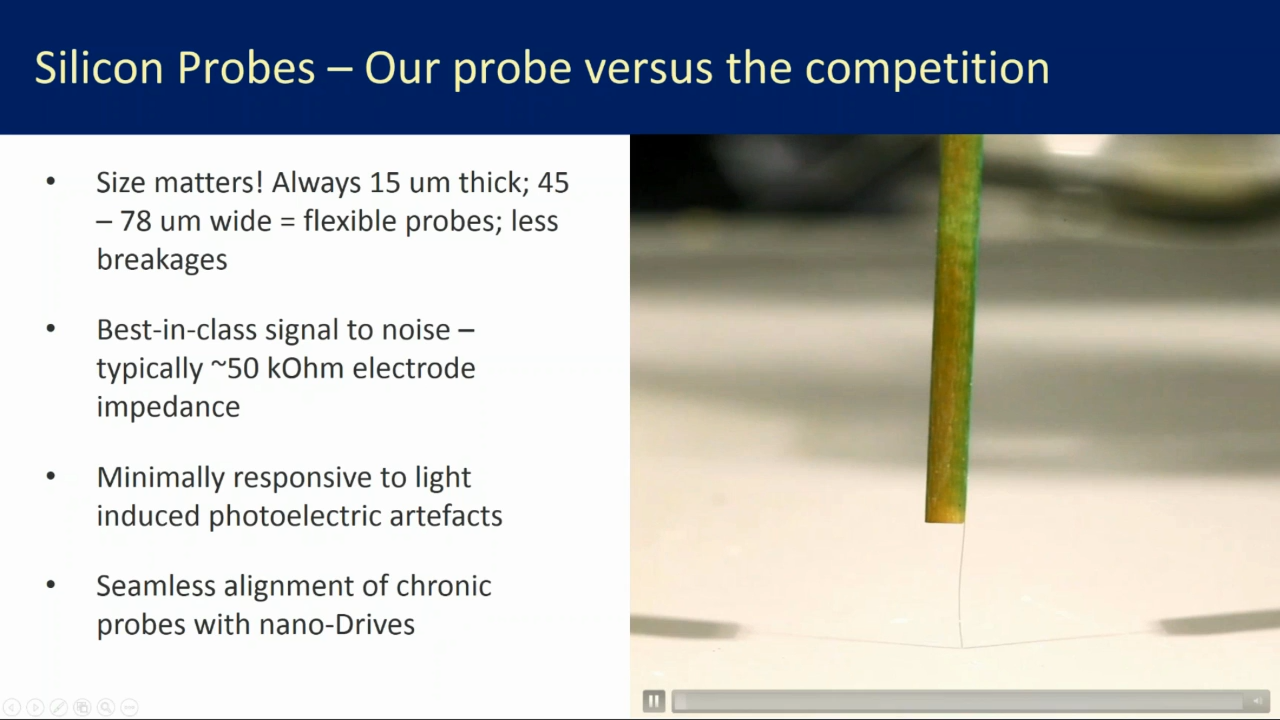 Silicon Probes – Our probe versus the competition
• Size matters! Always 15 um thick; 45
– 78 um wide = flexible probes; less
breakages
• Best-in-class signal to noise –
typically ~50 kOhm electrode
impedance
• Minimally responsive to light
induced photoelectric artefacts
• Seamless alignment of chronic
probes with nano-Drives